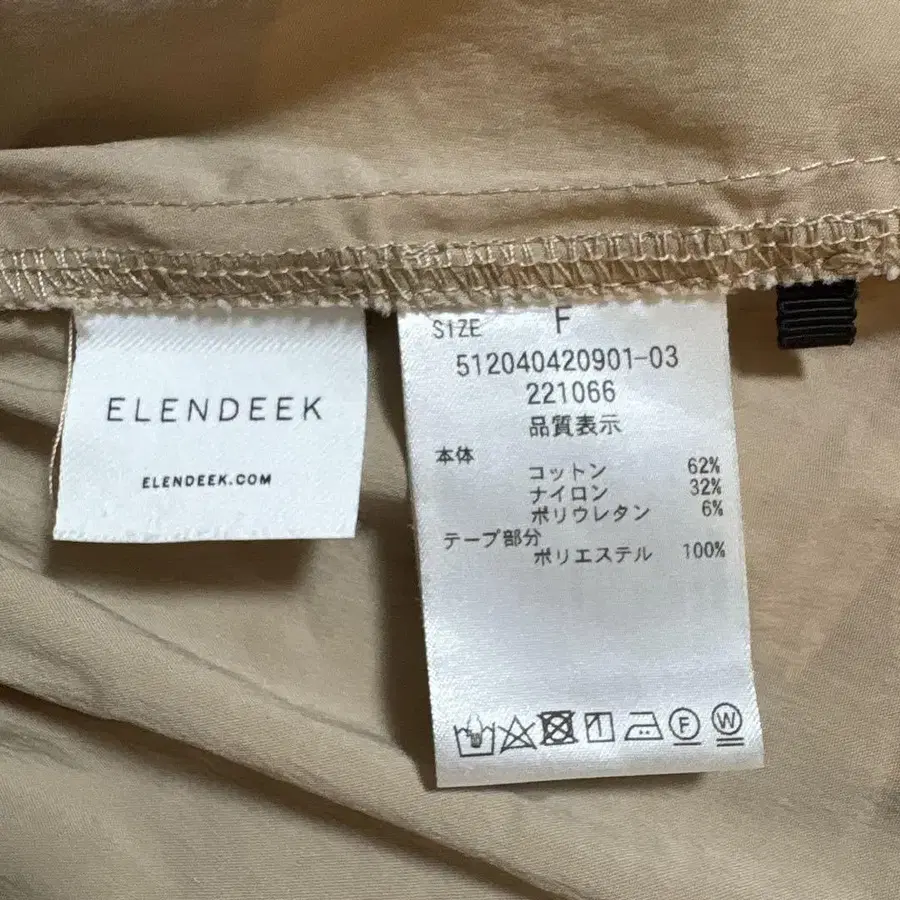 ELENDEEK
ELENDEEK.COM
SIZE F
512040420901-03
221066
品質表示
本体
コットン 62%
ナイロン 32%
ポリウレタン 6%
テープ部分
ポリエステル 100%
F W